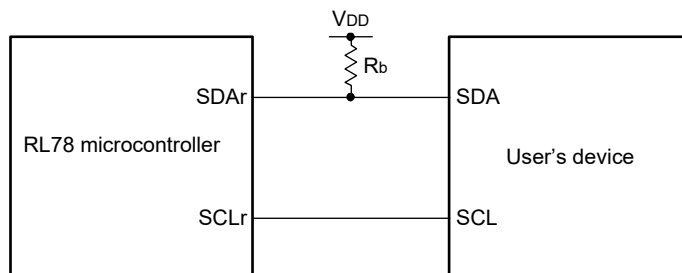 VDD
Rb
SDAr
SDA
RL78 microcontroller
User's device
SCLr
SCL